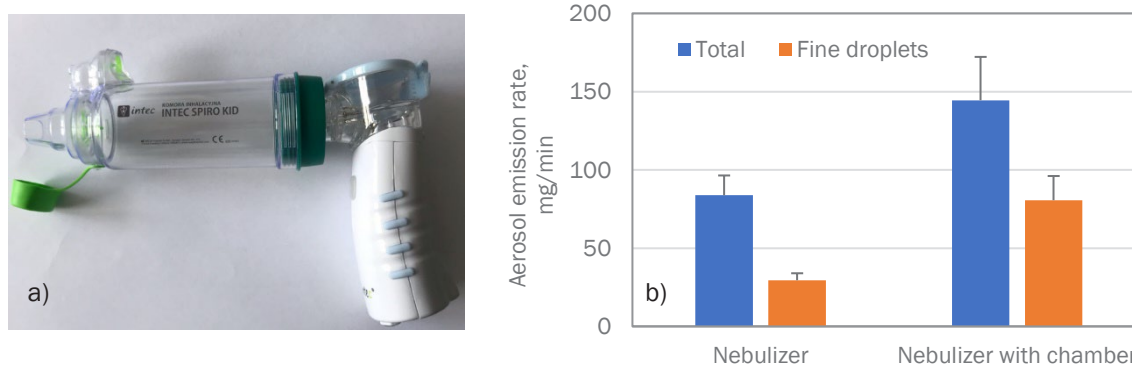 KOMORA INHALACYJNA
intec INTEC SPIRO KID
CE
a)
200
150
100
50
0
Aerosol emission rate,
mg/min
Total Fine droplets
b)
Nebulizer
Nebulizer with chamber